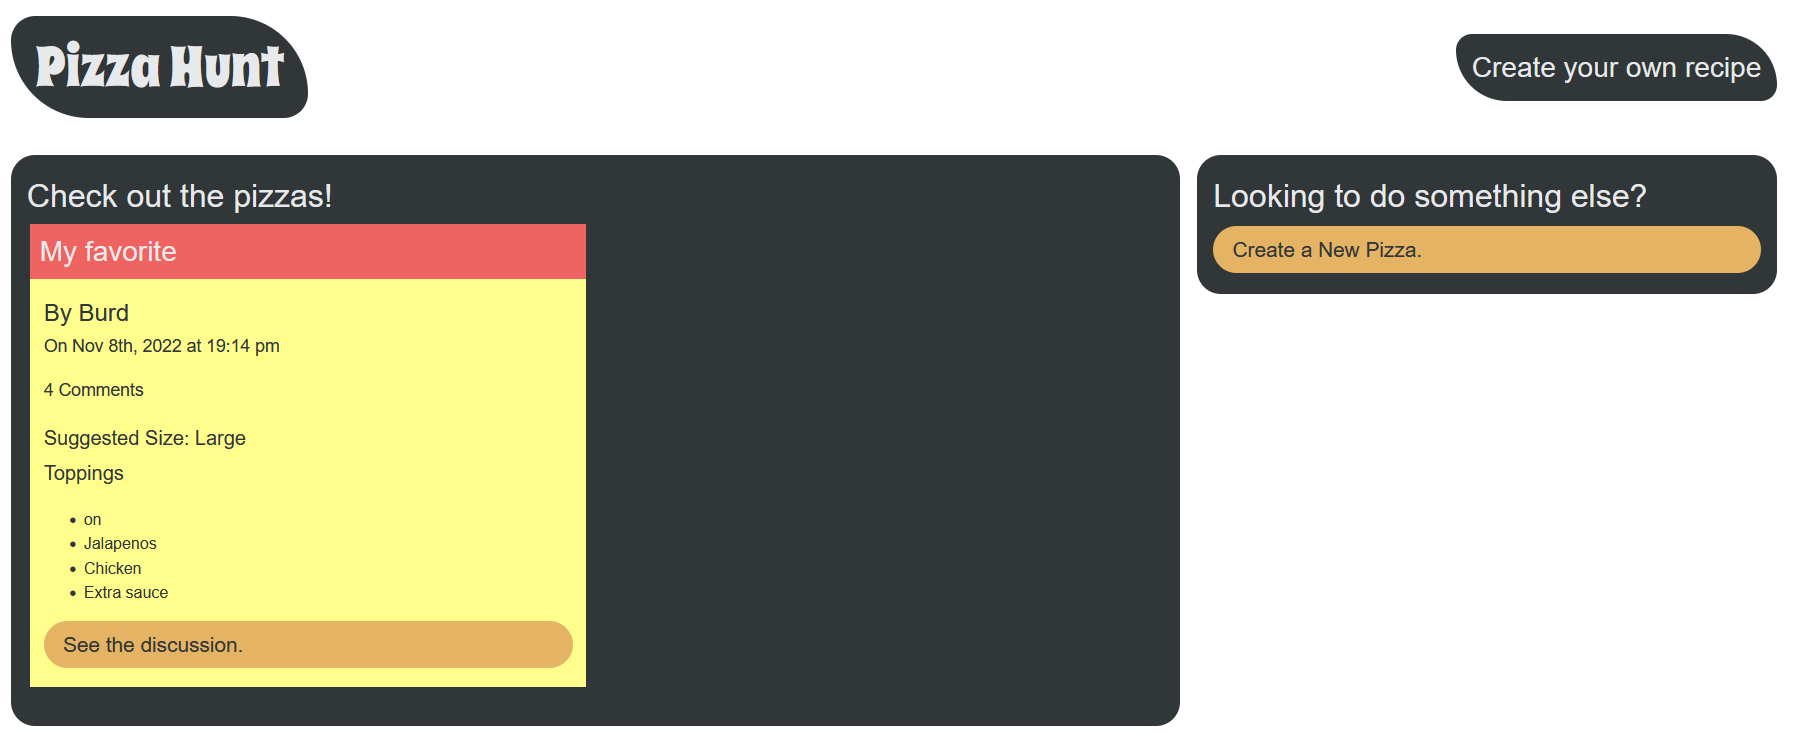 Pizza Hunt
Create your own recipe
Check out the pizzas!
My favorite
By Burd
On Nov 8th, 2022 at 19:14 pm
4 Comments
Suggested Size: Large
Toppings
on
Jalapenos
Chicken
Extra sauce
See the discussion.
Looking to do something else?
Create a New Pizza.